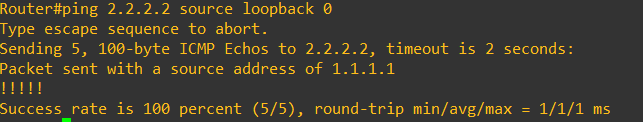 Router#ping 2.2.2.2 source loopback 0
Type escape sequence to abort.
Sending 5, 100-byte ICMP Echos to 2.2.2.2, timeout is 2 seconds:
Packet sent with a source address of 1.1.1.1
!!!!!
Success rate is 100 percent (5/5), round-trip min/avg/max = 1/1/1 ms